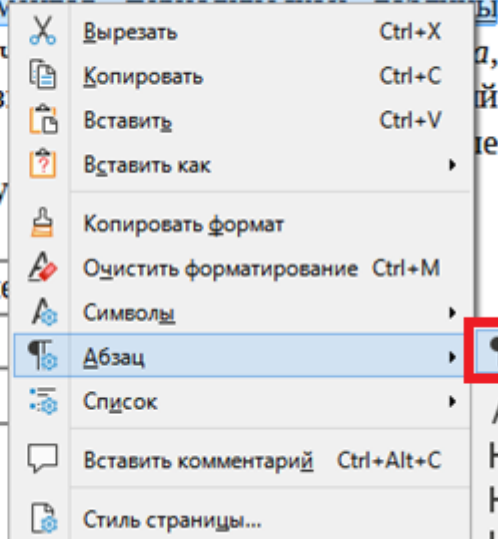 Вырезать Ctrl+X
Копировать Ctrl+C
Вставить Ctrl+V
Вставить как
Копировать формат
Очистить форматирование Ctrl+M
Символы
Абзац
Список
Вставить комментарий Ctrl+Alt+C
Стиль страницы...